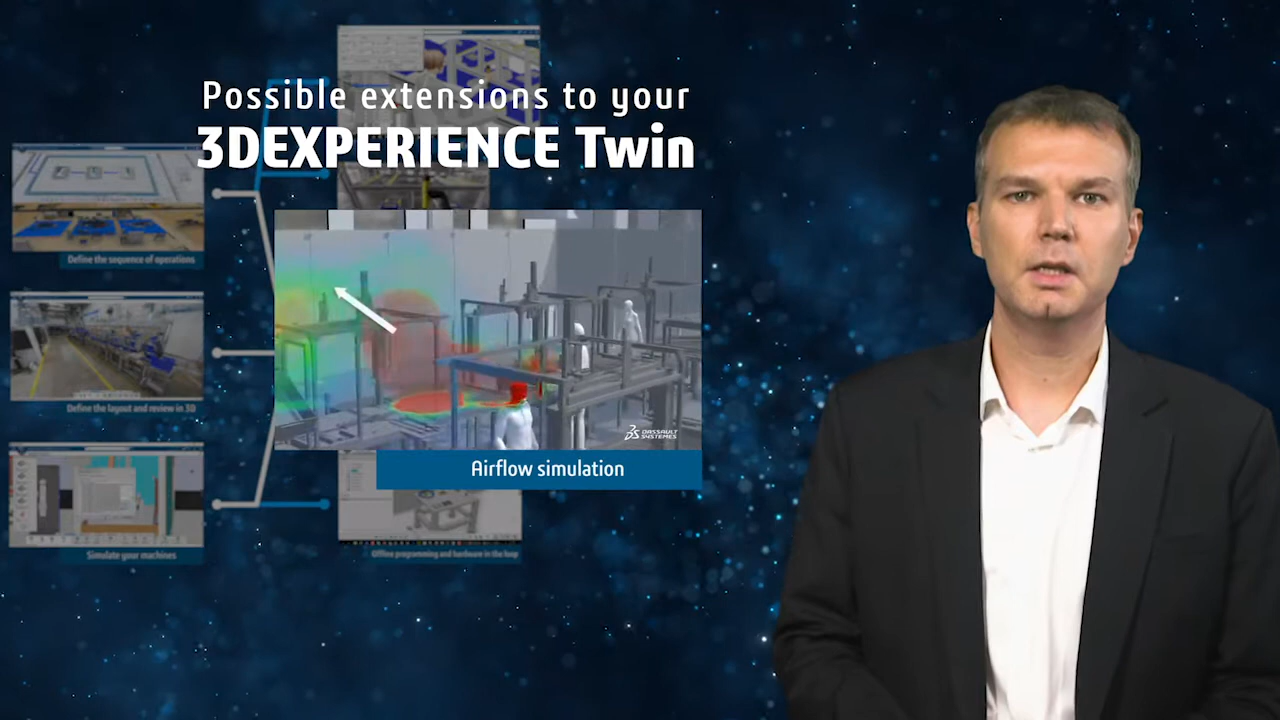 Possible extensions to your
3DEXPERIENCE Twin
Define the sequence of operations
Define the layout and review in 3D
Simulate your machines
DASSAULT
SYSTEMES
Airflow simulation
Offline programming and hardware in the loop